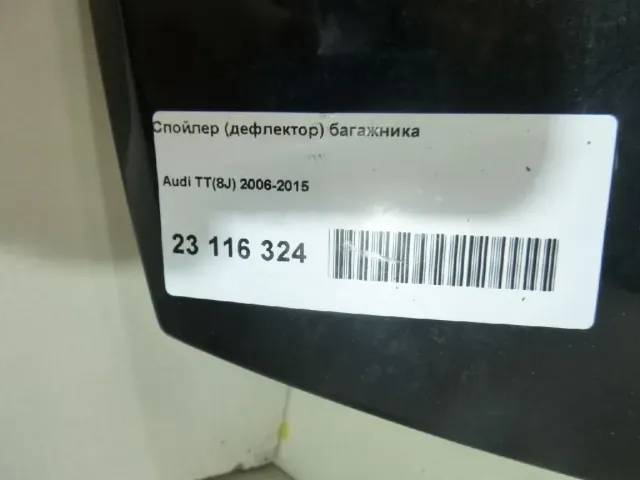 Спойлер (дефлектор) багажника
Audi TT(8J) 2006-2015
23 116 324